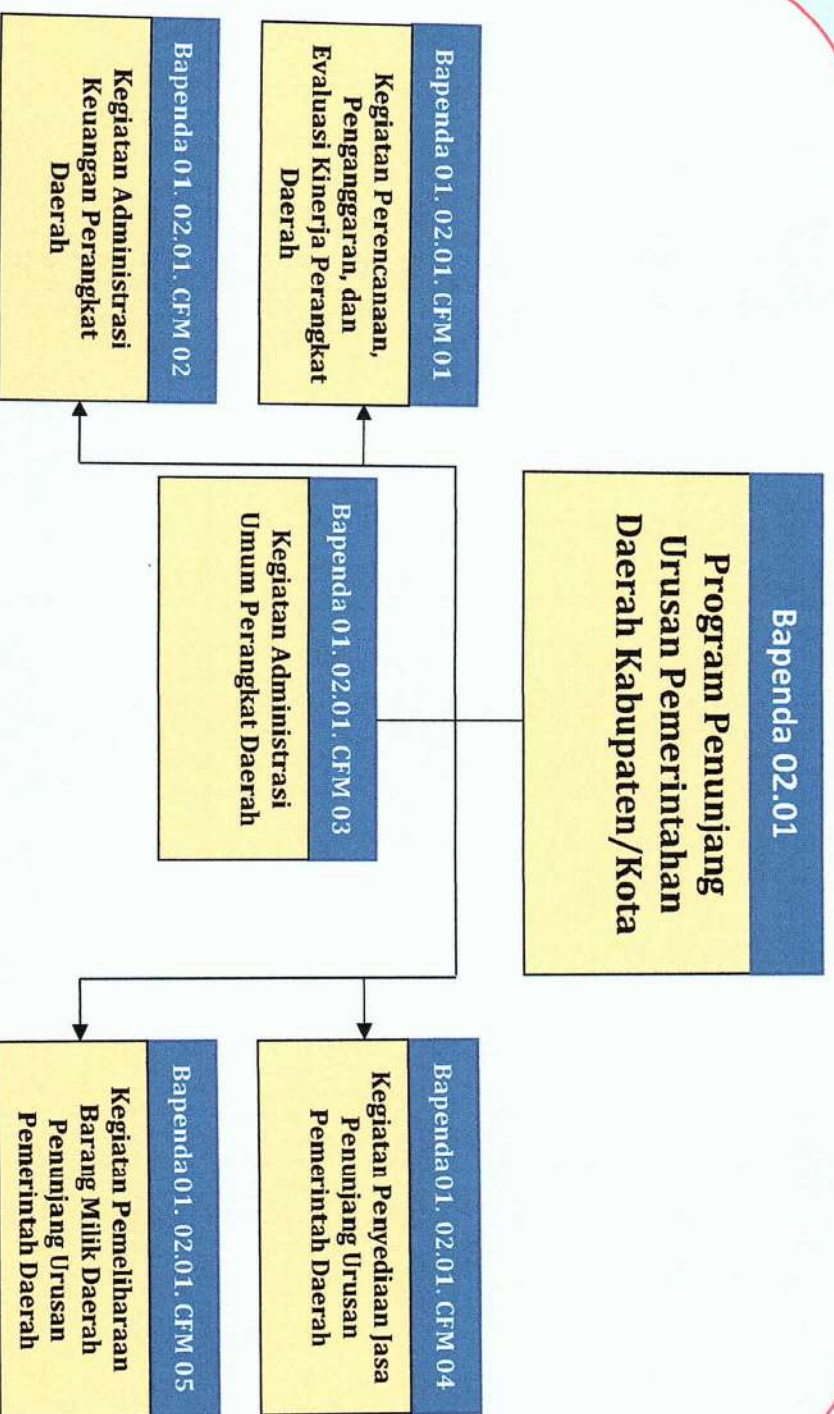 Bapenda 02.01
Program Penunjang
Urusan Pemerintahan
Daerah Kabupaten/Kota
Bapenda 01. 02.01. CFM 01
Kegiatan Perencanaan,
Penganggaran, dan
Evaluasi Kinerja Perangkat
Daerah
Bapenda 01. 02.01. CFM 02
Kegiatan Administrasi
Keuangan Perangkat
Daerah
Bapenda 01. 02.01. CFM 03
Kegiatan Administrasi
Umum Perangkat Daerah
Bapenda01. 02.01. CFM 04
Kegiatan Penyediaan Jasa
Penunjang Urusan
Pemerintah Daerah
Bapenda01. 02.01. CFM 05
Kegiatan Pemeliharaan
Barang Milik Daerah
Penunjang Urusan
Pemerintah Daerah